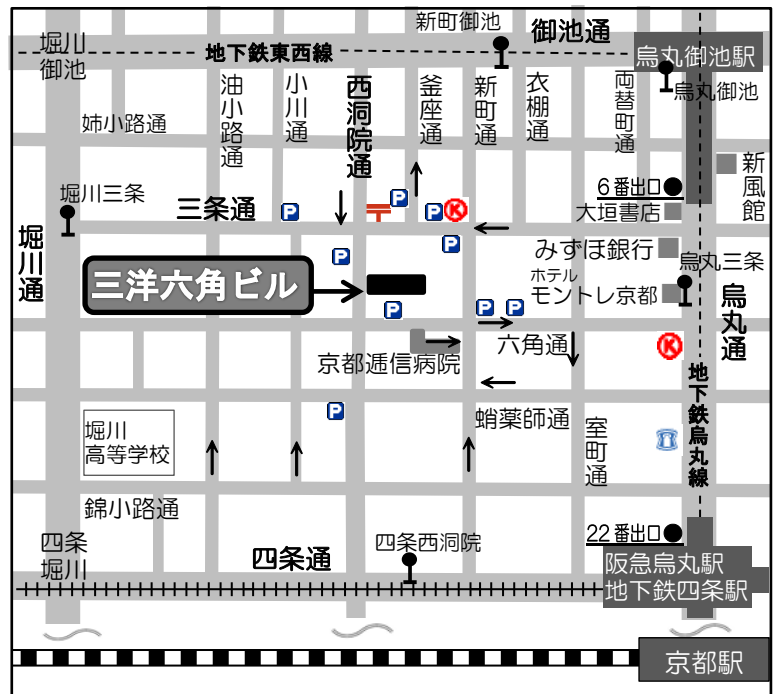 新町御池
御池通
堀川
御池
地下鉄東西線
烏丸御池駅
烏丸御池
油小路通
小川通
西洞院通
釜座通
新町通
衣棚通
両替町通
姉小路通
新風館
6番出口
堀川三条
三条通
P
P
P
K
大垣書店
堀川通
P
P
みずほ銀行
烏丸三条
三洋六角ビル
ホテル
モントレ京都
烏丸通
P
P
P
六角通
K
京都逓信病院
地下鉄烏丸線
P
蛸薬師通
室町通
堀川
高等学校
錦小路通
22番出口
四条
堀川
四条通
四条西洞院
阪急烏丸駅
地下鉄四条駅
京都駅